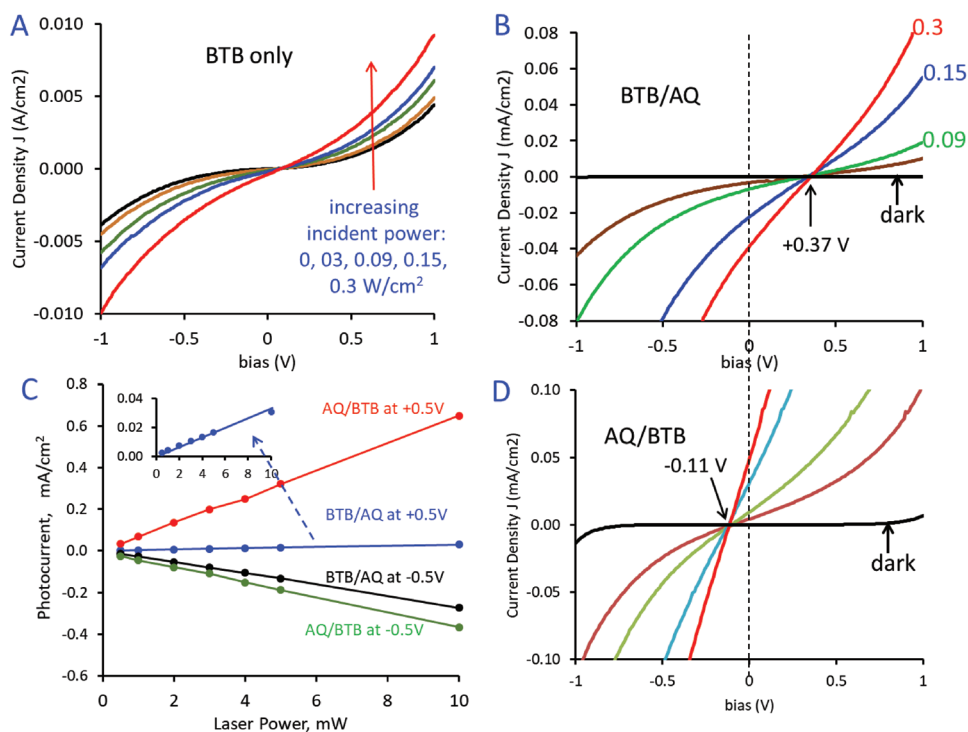 A
BTB only
Current Density J (A/cm2)
0.010
0.005
0.000
-0.005
-0.010
increasing
incident power:
0, 03, 0.09, 0.15,
0.3 W/cm²
-1
-0.5
0
0.5
1
bias (V)
B
BTB/AQ
Current Density J (mA/cm2)
0.08
0.06
0.04
0.02
0.00
-0.02
-0.04
-0.06
-0.08
0.3
0.15
0.09
dark
+0.37 V
-1
-0.5
0
0.5
1
bias (V)
C
Photocurrent, mA/cm²
0.8
0.6
0.4
0.2
0.0
-0.2
-0.4
-0.6
0.04
0.02
0.00
0
2
4
6
8
10
AQ/BTB at +0.5V
BTB/AQ at +0.5V
BTB/AQ at -0.5V
AQ/BTB at -0.5V
0
2
4
6
8
10
Laser Power, mW
D
AQ/BTB
Current Density J (mA/cm2)
0.10
0.05
0.00
-0.05
-0.10
-0.11 V
dark
-1
-0.5
0
0.5
1
bias (V)